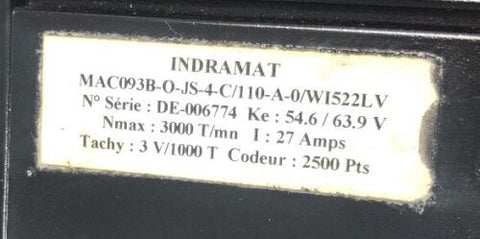 INDRAMAT
MAC093B-O-JS-4-C/110-A-0/WI522LV
N° Série : DE-006774 Ke : 54.6 / 63.9 V
Nmax : 3000 T/mn I : 27 Amps
Tachy : 3 V/1000 T Codeur : 2500 Pts